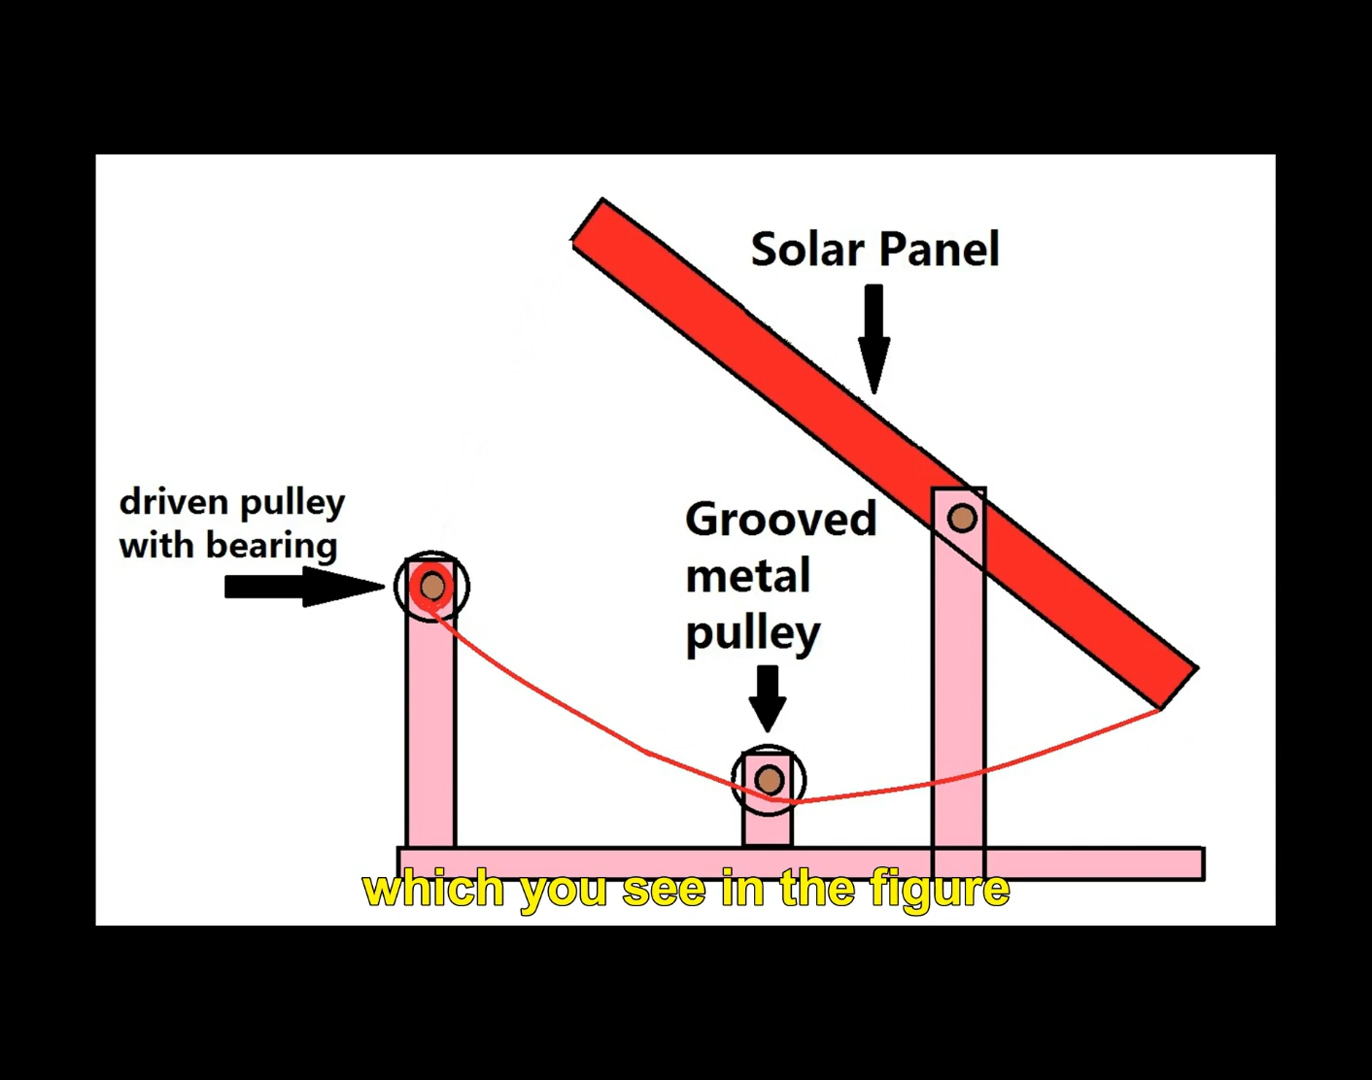 Solar Panel
driven pulley
with bearing
Grooved
metal
pulley
which you see in the figure